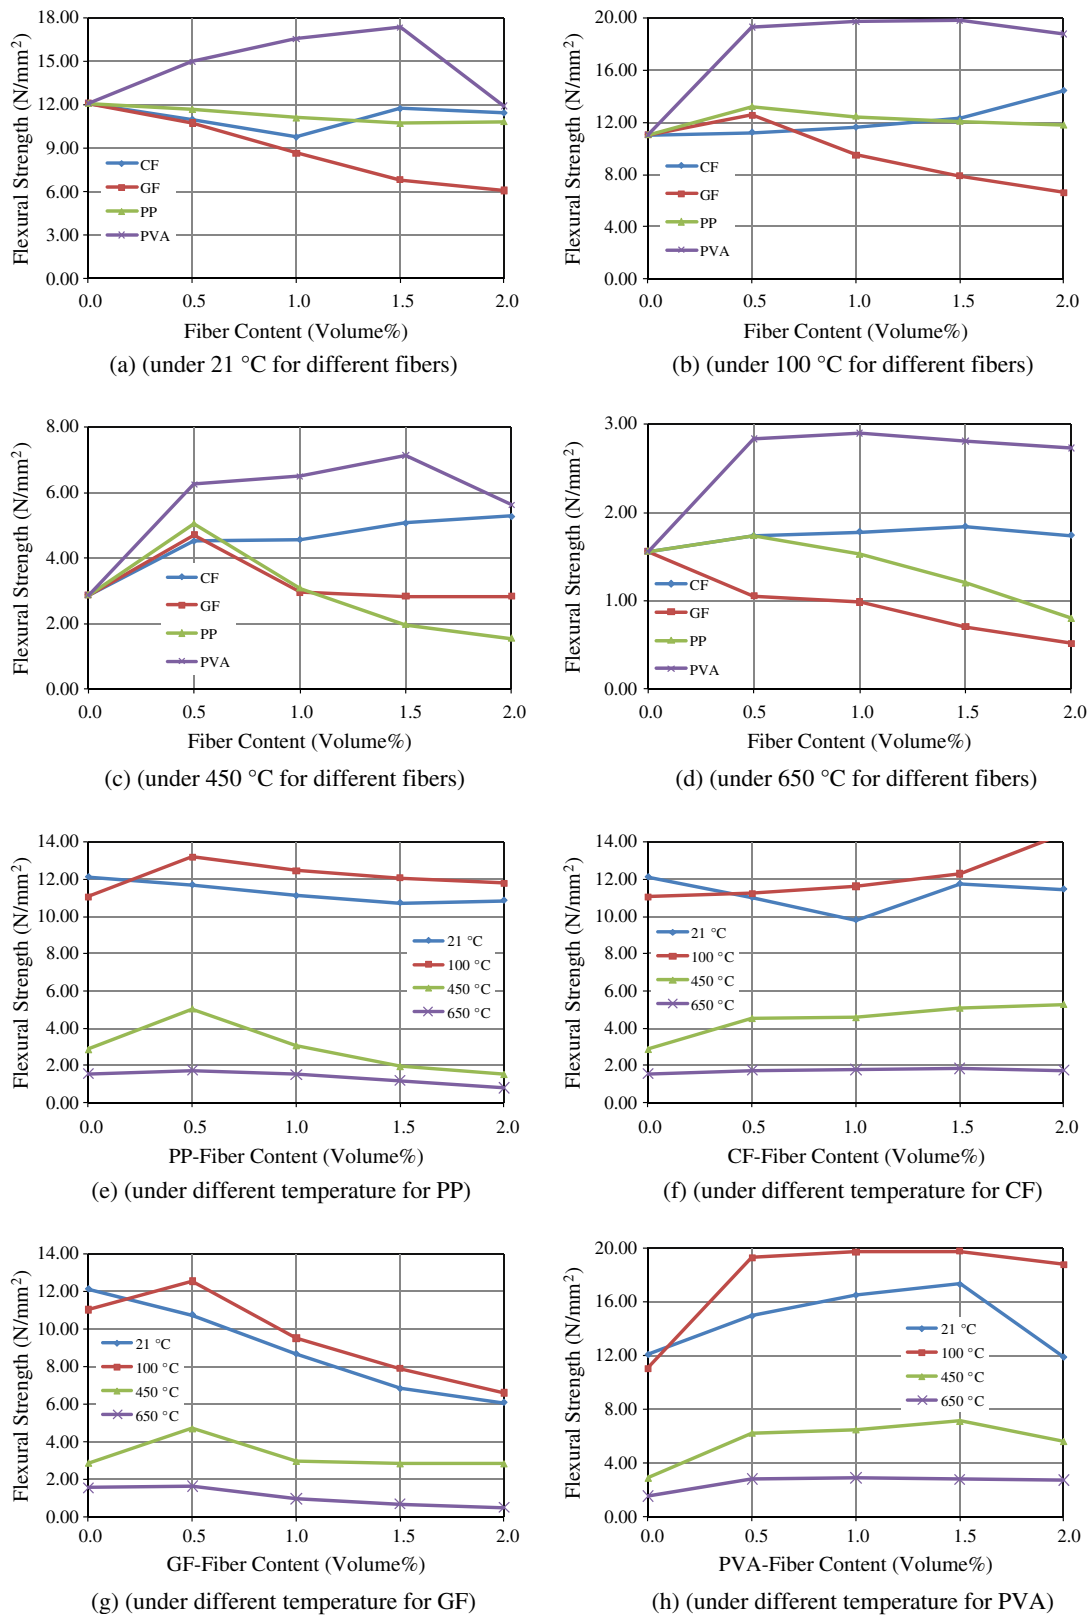 Flexural Strength (N/mm²)
18.00
15.00
12.00
9.00
6.00
3.00
0.00
CF
GF
PP
PVA
0.0 0.5 1.0 1.5 2.0
Fiber Content (Volume%)
(a) (under 21 °C for different fibers)
Flexural Strength (N/mm²)
20.00
16.00
12.00
8.00
4.00
0.00
CF
GF
PP
PVA
0.0 0.5 1.0 1.5 2.0
Fiber Content (Volume%)
(b) (under 100 °C for different fibers)
Flexural Strength (N/mm²)
8.00
6.00
4.00
2.00
0.00
CF
GF
PP
PVA
0.0 0.5 1.0 1.5 2.0
Fiber Content (Volume%)
(c) (under 450 °C for different fibers)
Flexural Strength (N/mm²)
3.00
2.00
1.00
0.00
CF
GF
PP
PVA
0.0 0.5 1.0 1.5 2.0
Fiber Content (Volume%)
(d) (under 650 °C for different fibers)
Flexural Strength (N/mm²)
14.00
12.00
10.00
8.00
6.00
4.00
2.00
0.00
21 °C
100 °C
450 °C
650 °C
0.0 0.5 1.0 1.5 2.0
PP-Fiber Content (Volume%)
(e) (under different temperature for PP)
Flexural Strength (N/mm²)
14.00
12.00
10.00
8.00
6.00
4.00
2.00
0.00
21 °C
100 °C
450 °C
650 °C
0.0 0.5 1.0 1.5 2.0
CF-Fiber Content (Volume%)
(f) (under different temperature for CF)
Flexural Strength (N/mm²)
14.00
12.00
10.00
8.00
6.00
4.00
2.00
0.00
21 °C
100 °C
450 °C
650 °C
0.0 0.5 1.0 1.5 2.0
GF-Fiber Content (Volume%)
(g) (under different temperature for GF)
Flexural Strength (N/mm²)
20.00
16.00
12.00
8.00
4.00
0.00
21 °C
100 °C
450 °C
650 °C
0.0 0.5 1.0 1.5 2.0
PVA-Fiber Content (Volume%)
(h) (under different temperature for PVA)